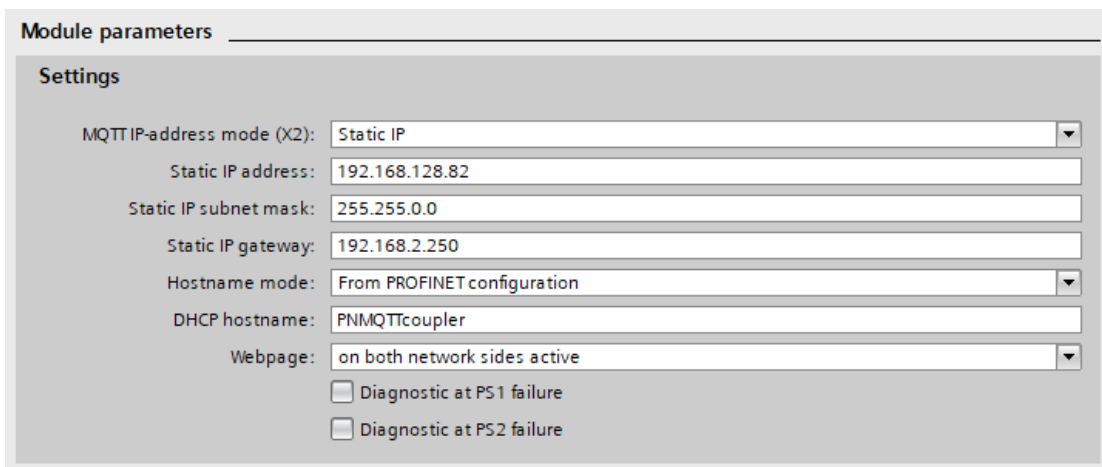 Module parameters
Settings
MQTT IP-address mode (X2): Static IP
Static IP address: 192.168.128.82
Static IP subnet mask: 255.255.0.0
Static IP gateway: 192.168.2.250
Hostname mode: From PROFINET configuration
DHCP hostname: PNMQTTcoupler
Webpage: on both network sides active
Diagnostic at PS1 failure
Diagnostic at PS2 failure